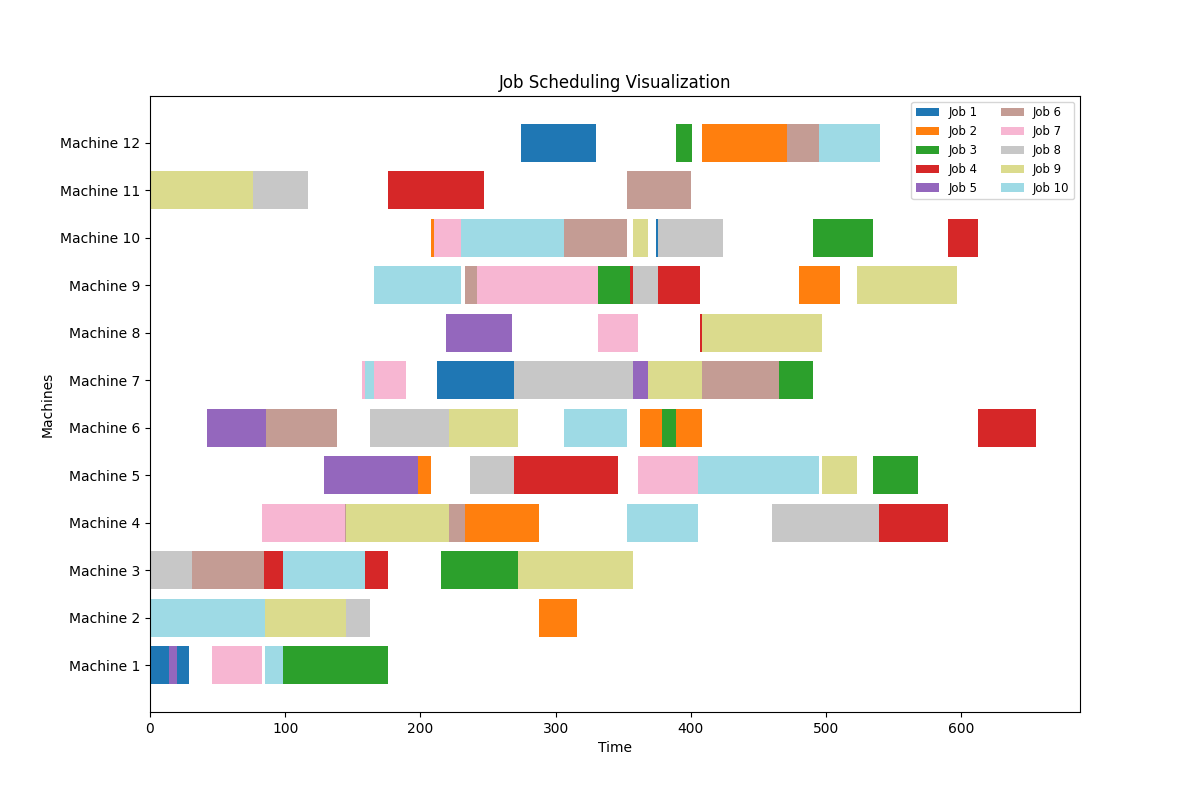 Job Scheduling Visualization
Machine 12
Machine 11
Machine 10
Machine 9
Machine 8
Machine 7
Machine 6
Machine 5
Machine 4
Machine 3
Machine 2
Machine 1
Machines
0 100 200 300 400 500 600
Time
Job 1
Job 2
Job 3
Job 4
Job 5
Job 6
Job 7
Job 8
Job 9
Job 10